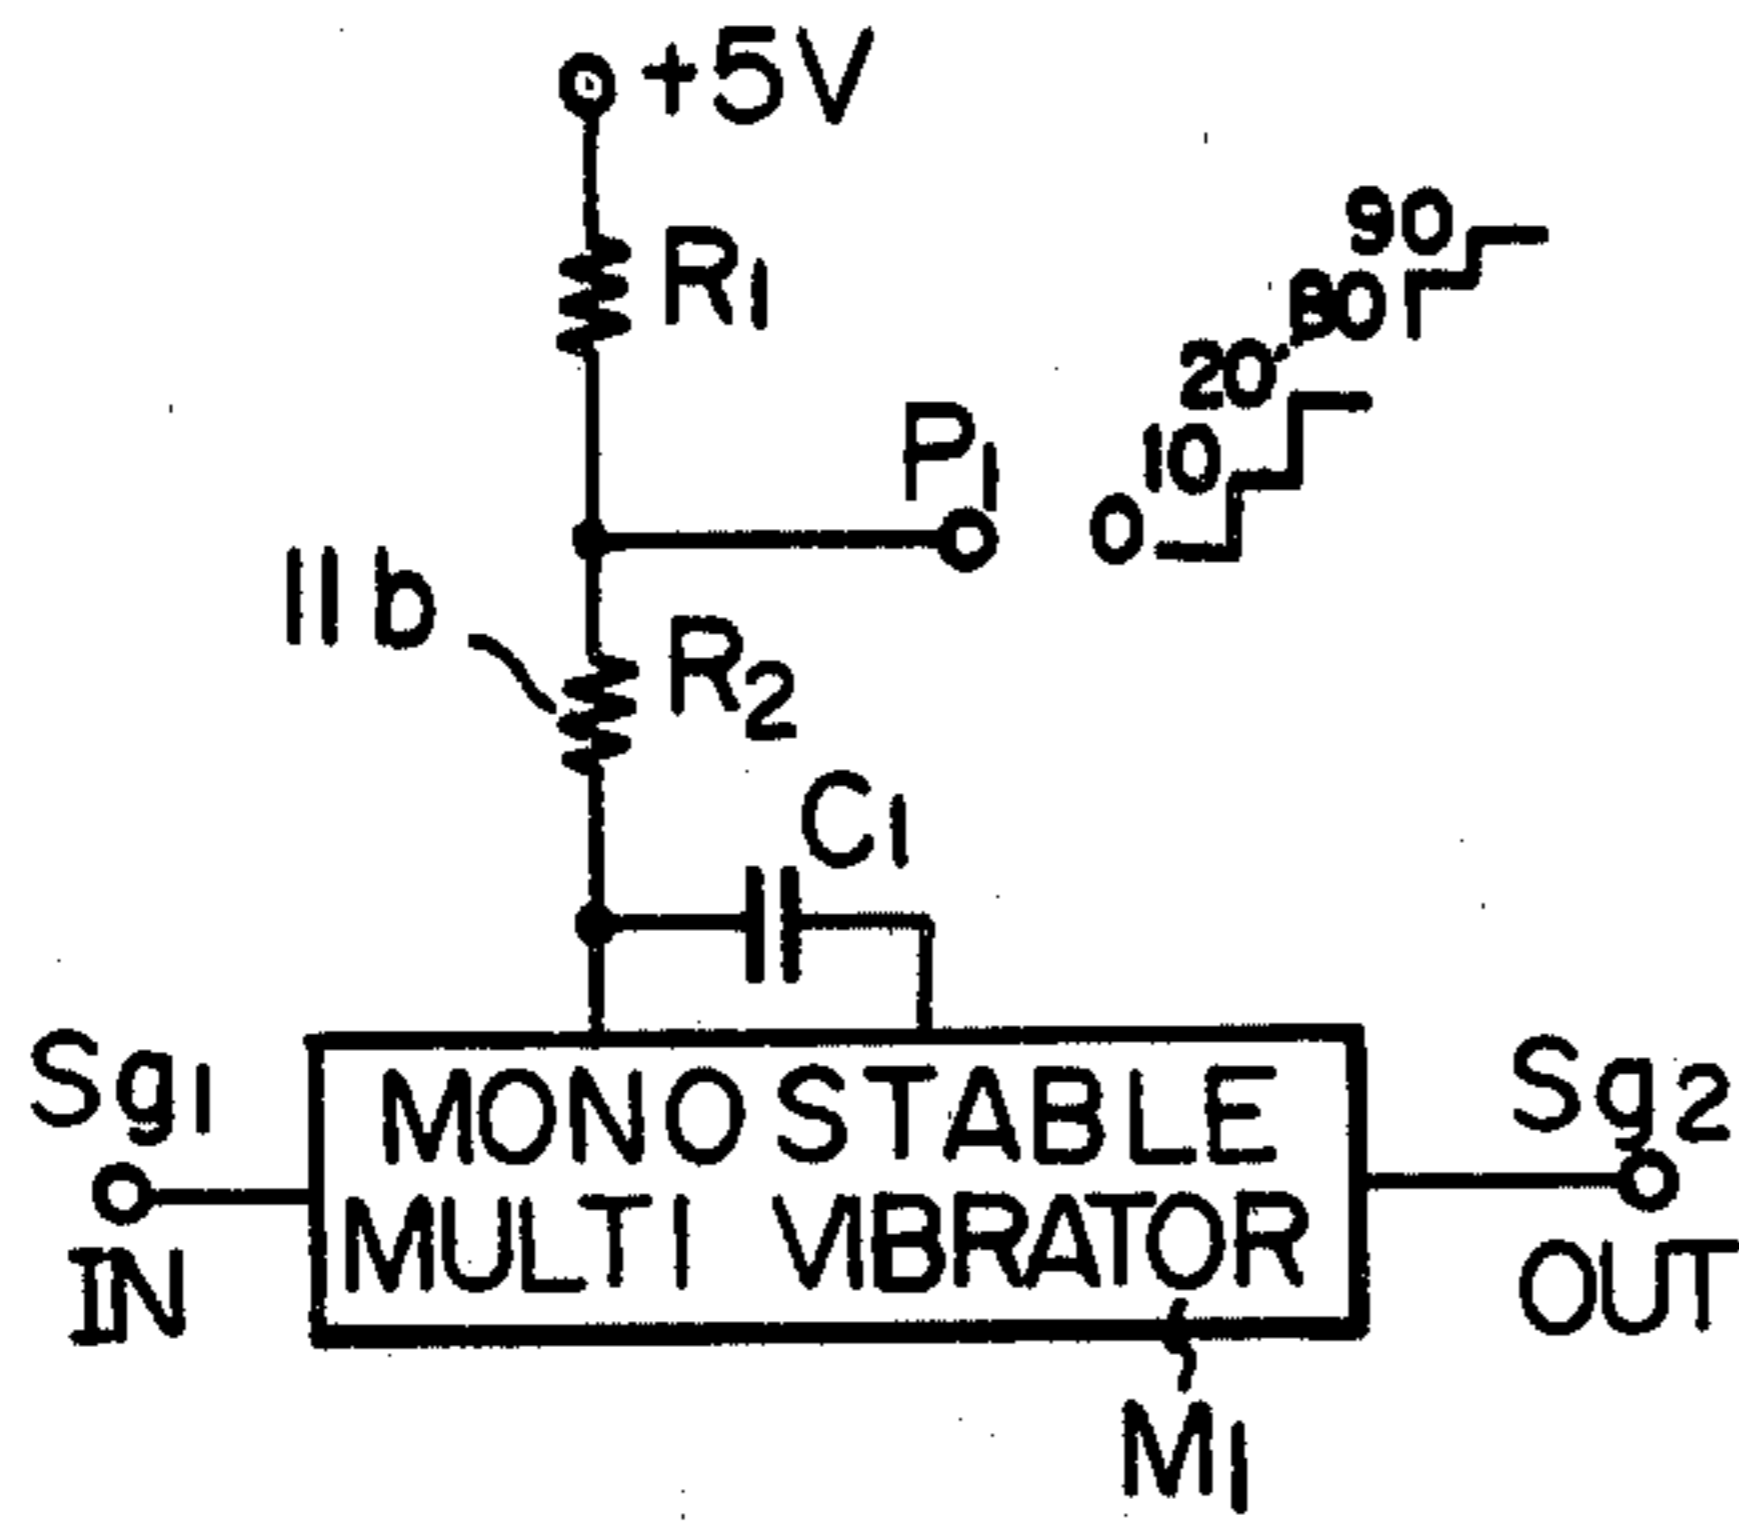 +5V
R1
90
80
20
10
0
P1
11b
R2
C1
Sg1
IN
MONOSTABLE
MULTI VIBRATOR
Sg2
OUT
M1